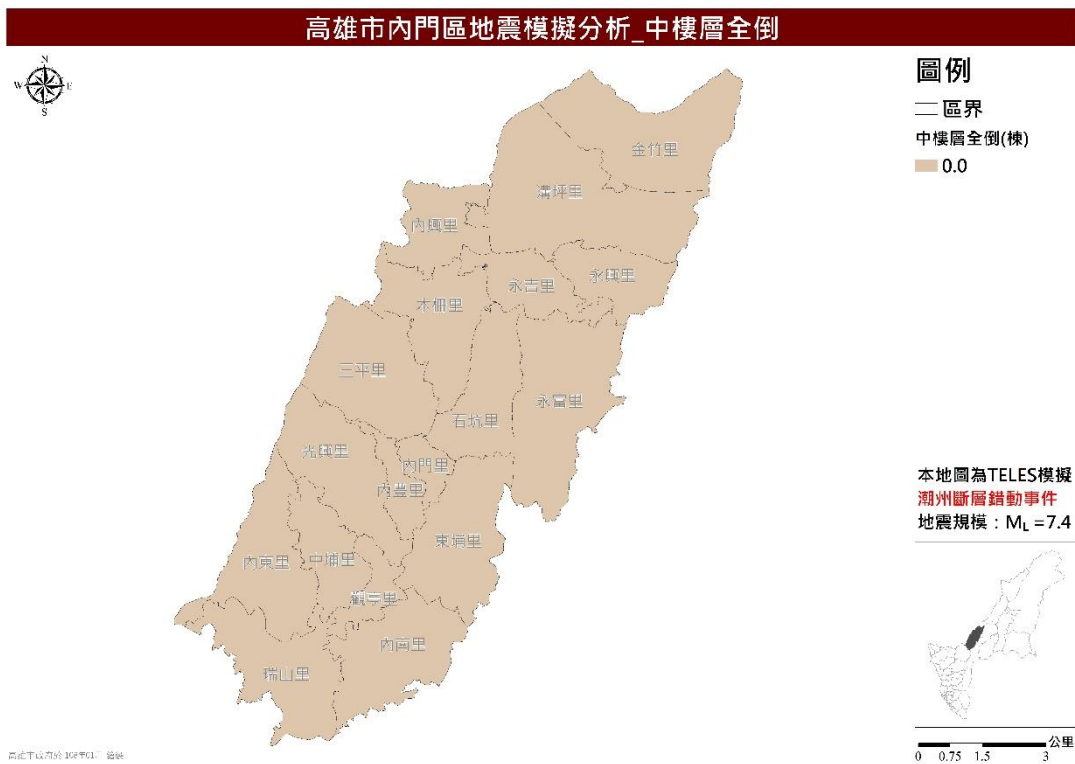 高雄市內門區地震模擬分析_中樓層全倒
N
W
E
S
圖例
區界
中樓層全倒(棟)
0.0
金竹里
溝坪里
內埔里
永吉里
永興里
木柵里
三平里
永富里
石坑里
光興里
內門里
內豊里
東埔里
中埔里
內東里
觀亭里
內南里
瑞山里
本地圖為TELES模擬
潮州斷層錯動事件
地震規模：ML =7.4
公里
0 0.75 1.5 3